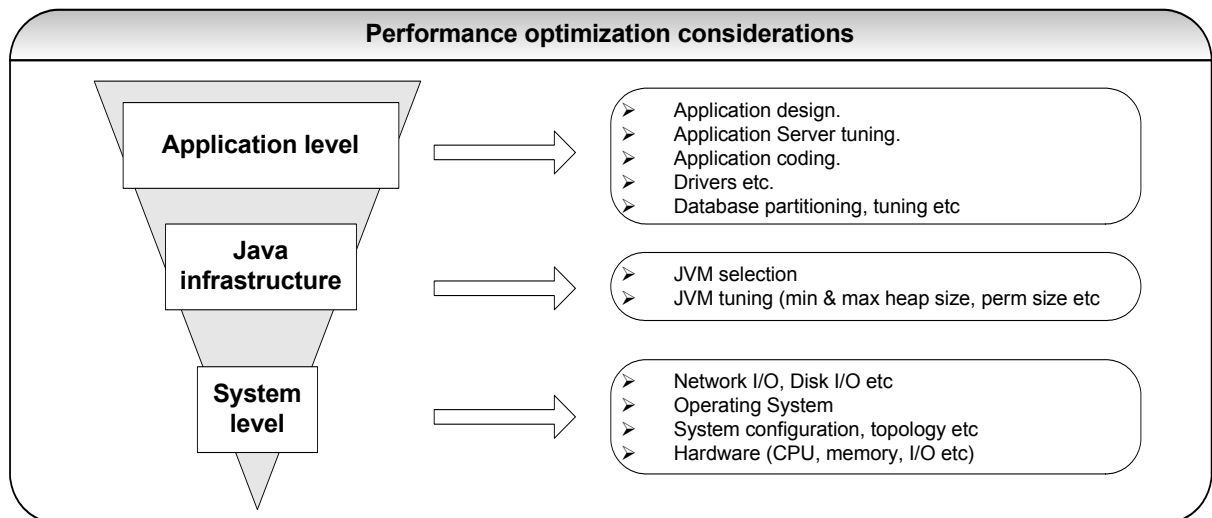 Performance optimization considerations
Application level
➢ Application design.
➢ Application Server tuning.
➢ Application coding.
➢ Drivers etc.
➢ Database partitioning, tuning etc
Java
infrastructure
➢ JVM selection
➢ JVM tuning (min & max heap size, perm size etc
System
level
➢ Network I/O, Disk I/O etc
➢ Operating System
➢ System configuration, topology etc
➢ Hardware (CPU, memory, I/O etc)